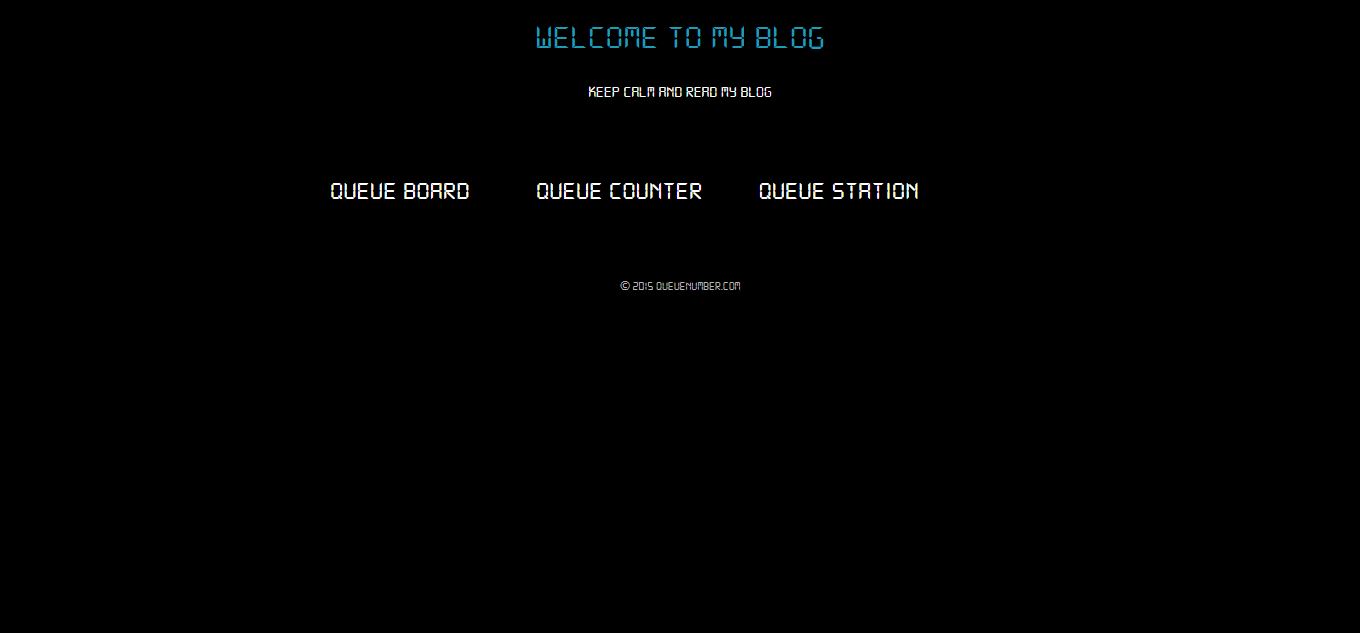 WELCOME TO MY BLOG
KEEP CALM AND READ MY BLOG
QUEUE BOARD QUEUE COUNTER QUEUE STATION
© 2015 QUEUENUMBER.COM